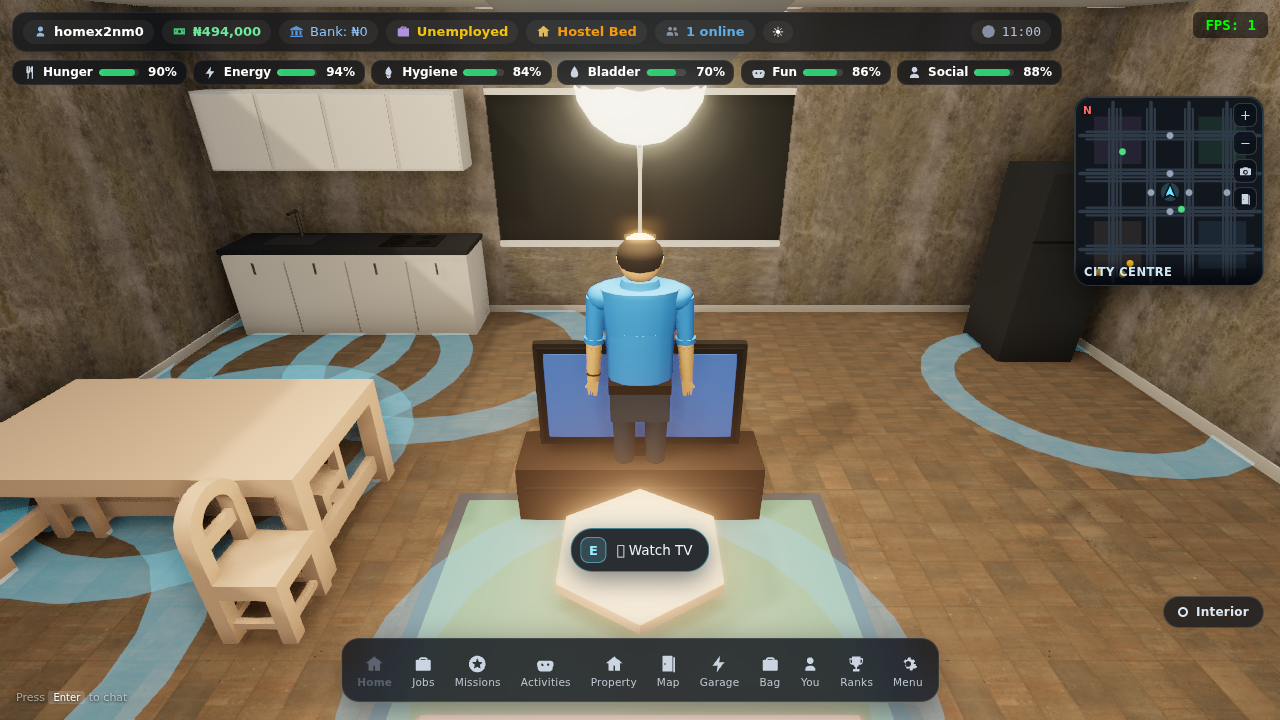 homex2nm0
₦494,000
Bank: ₦0
Unemployed
Hostel Bed
1 online
11:00
FPS: 1
Hunger 90%
Energy 94%
Hygiene 84%
Bladder 70%
Fun 86%
Social 88%
N
+
−
CITY CENTRE
E Watch TV
Interior
Home
Jobs
Missions
Activities
Property
Map
Garage
Bag
You
Ranks
Menu
Press Enter to chat